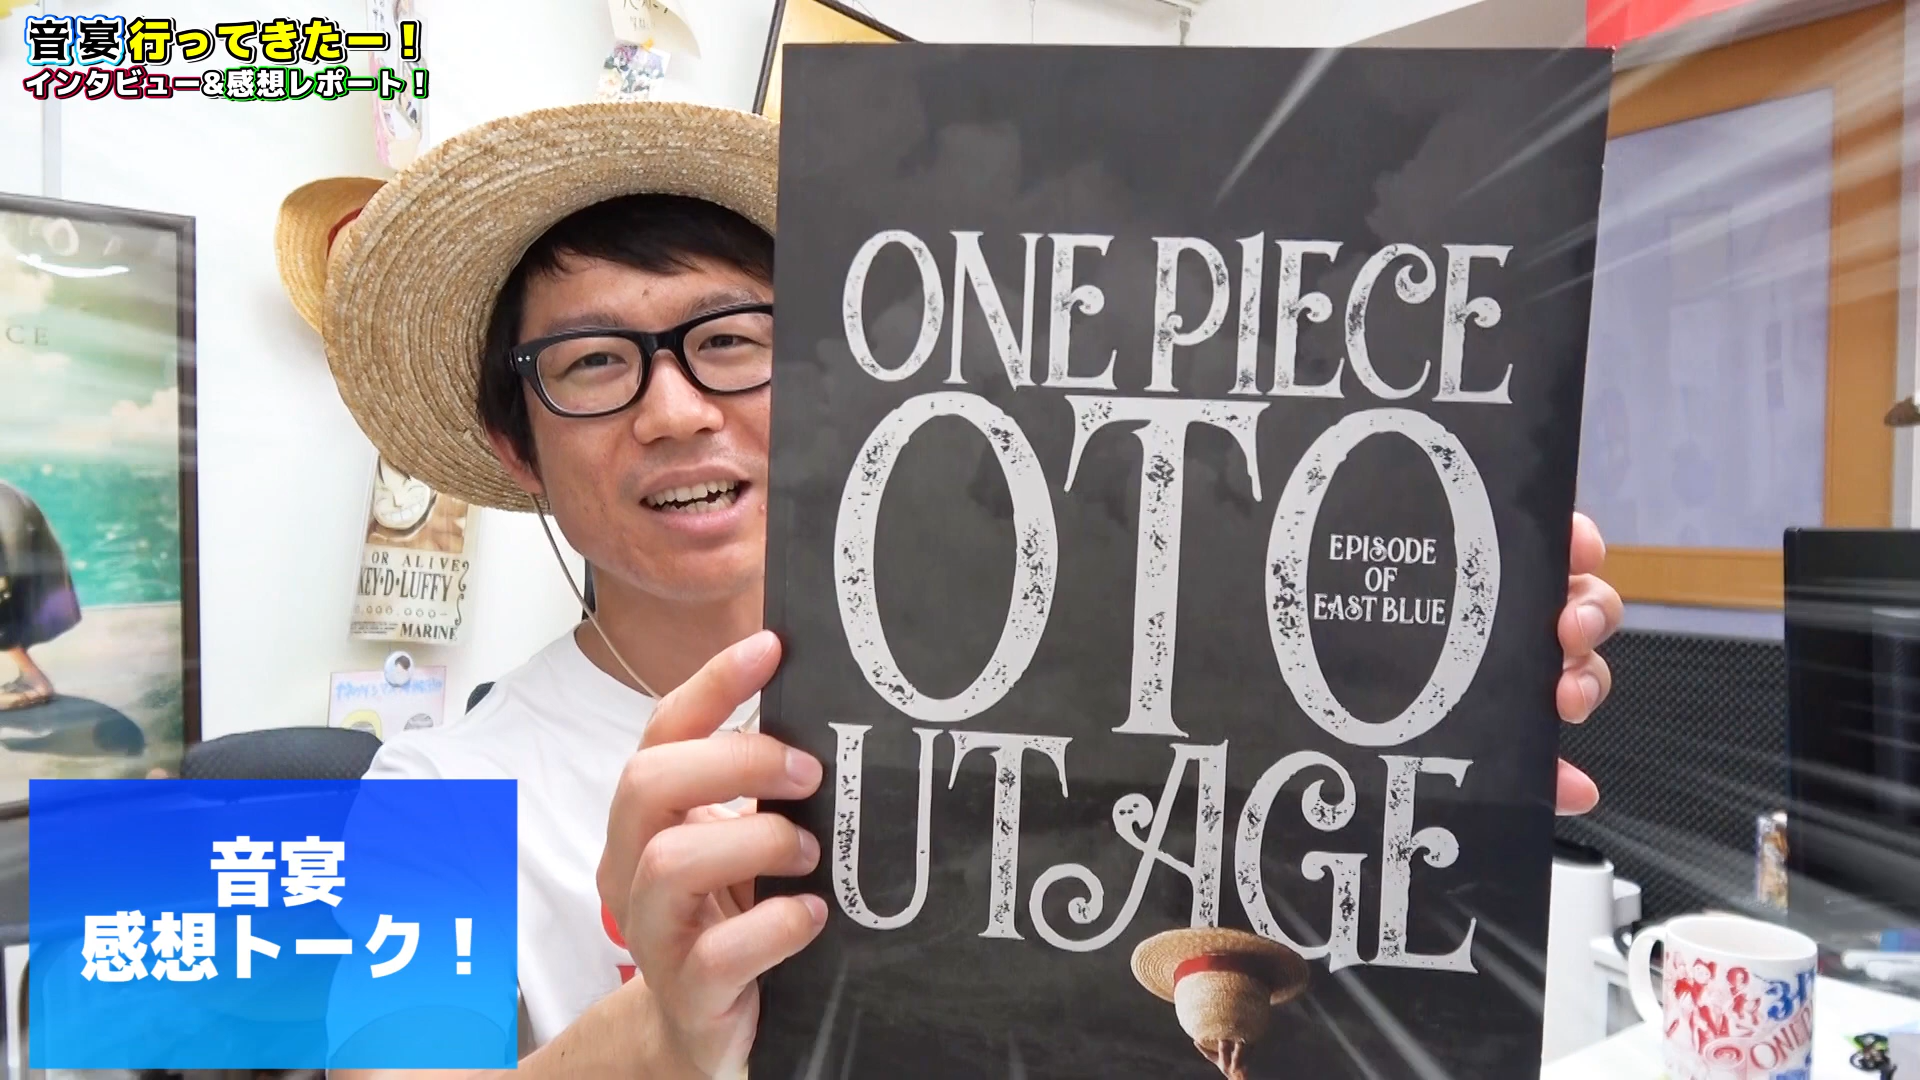 音宴行ってきたー！
インタビュー&感想レポート！
ONE PIECE
OTO
EPISODE
OF
EAST BLUE
UTAGE
CE
OR ALIVE
KEY・D・LUFFY
MARINE
音宴
感想トーク！
ONE